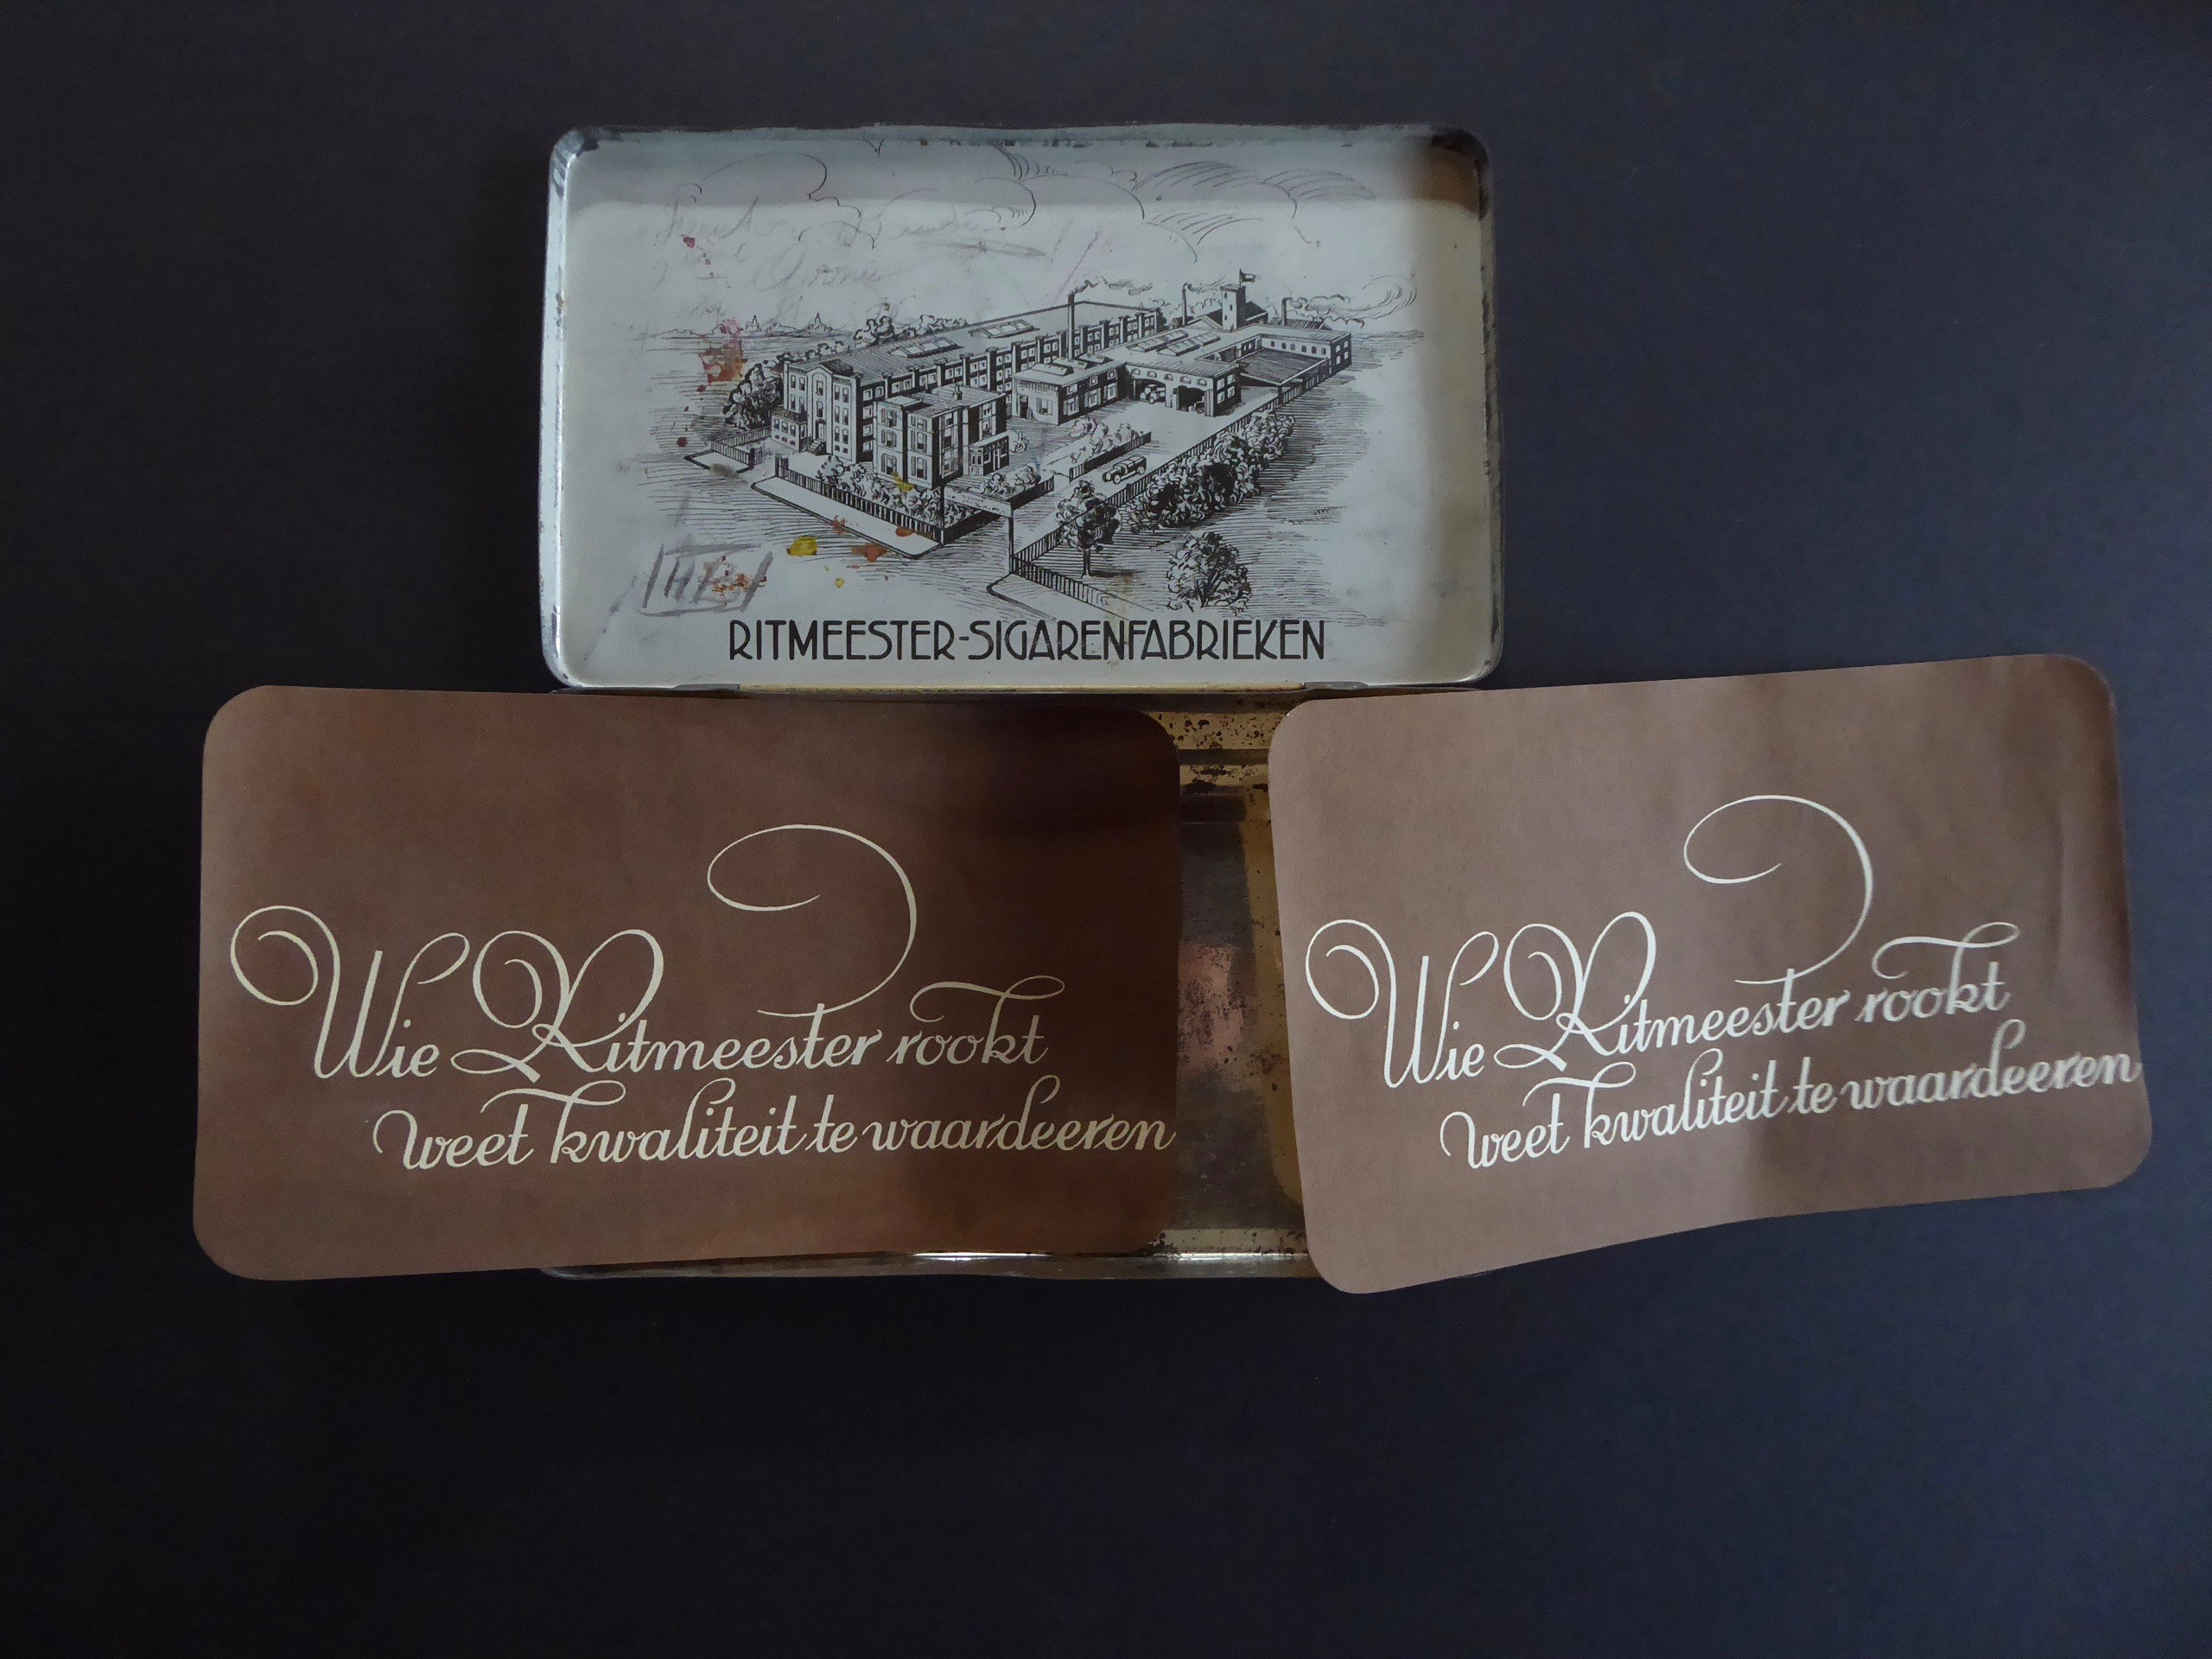 RITMEESTER-SIGARENFABRIEKEN
Wie Ritmeester rookt
weet kwaliteit te waardeeren
Wie Ritmeester rookt
weet kwaliteit te waardeeren